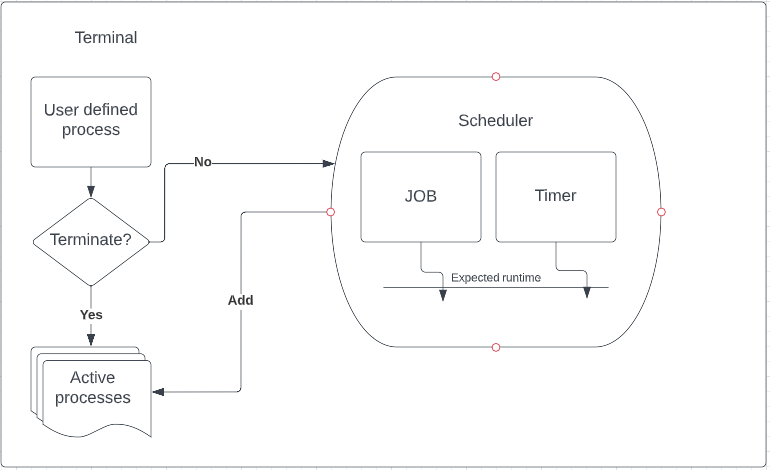 Terminal
User defined
process
Terminate?
No
Yes
Active
processes
Add
Scheduler
JOB
Timer
Expected runtime